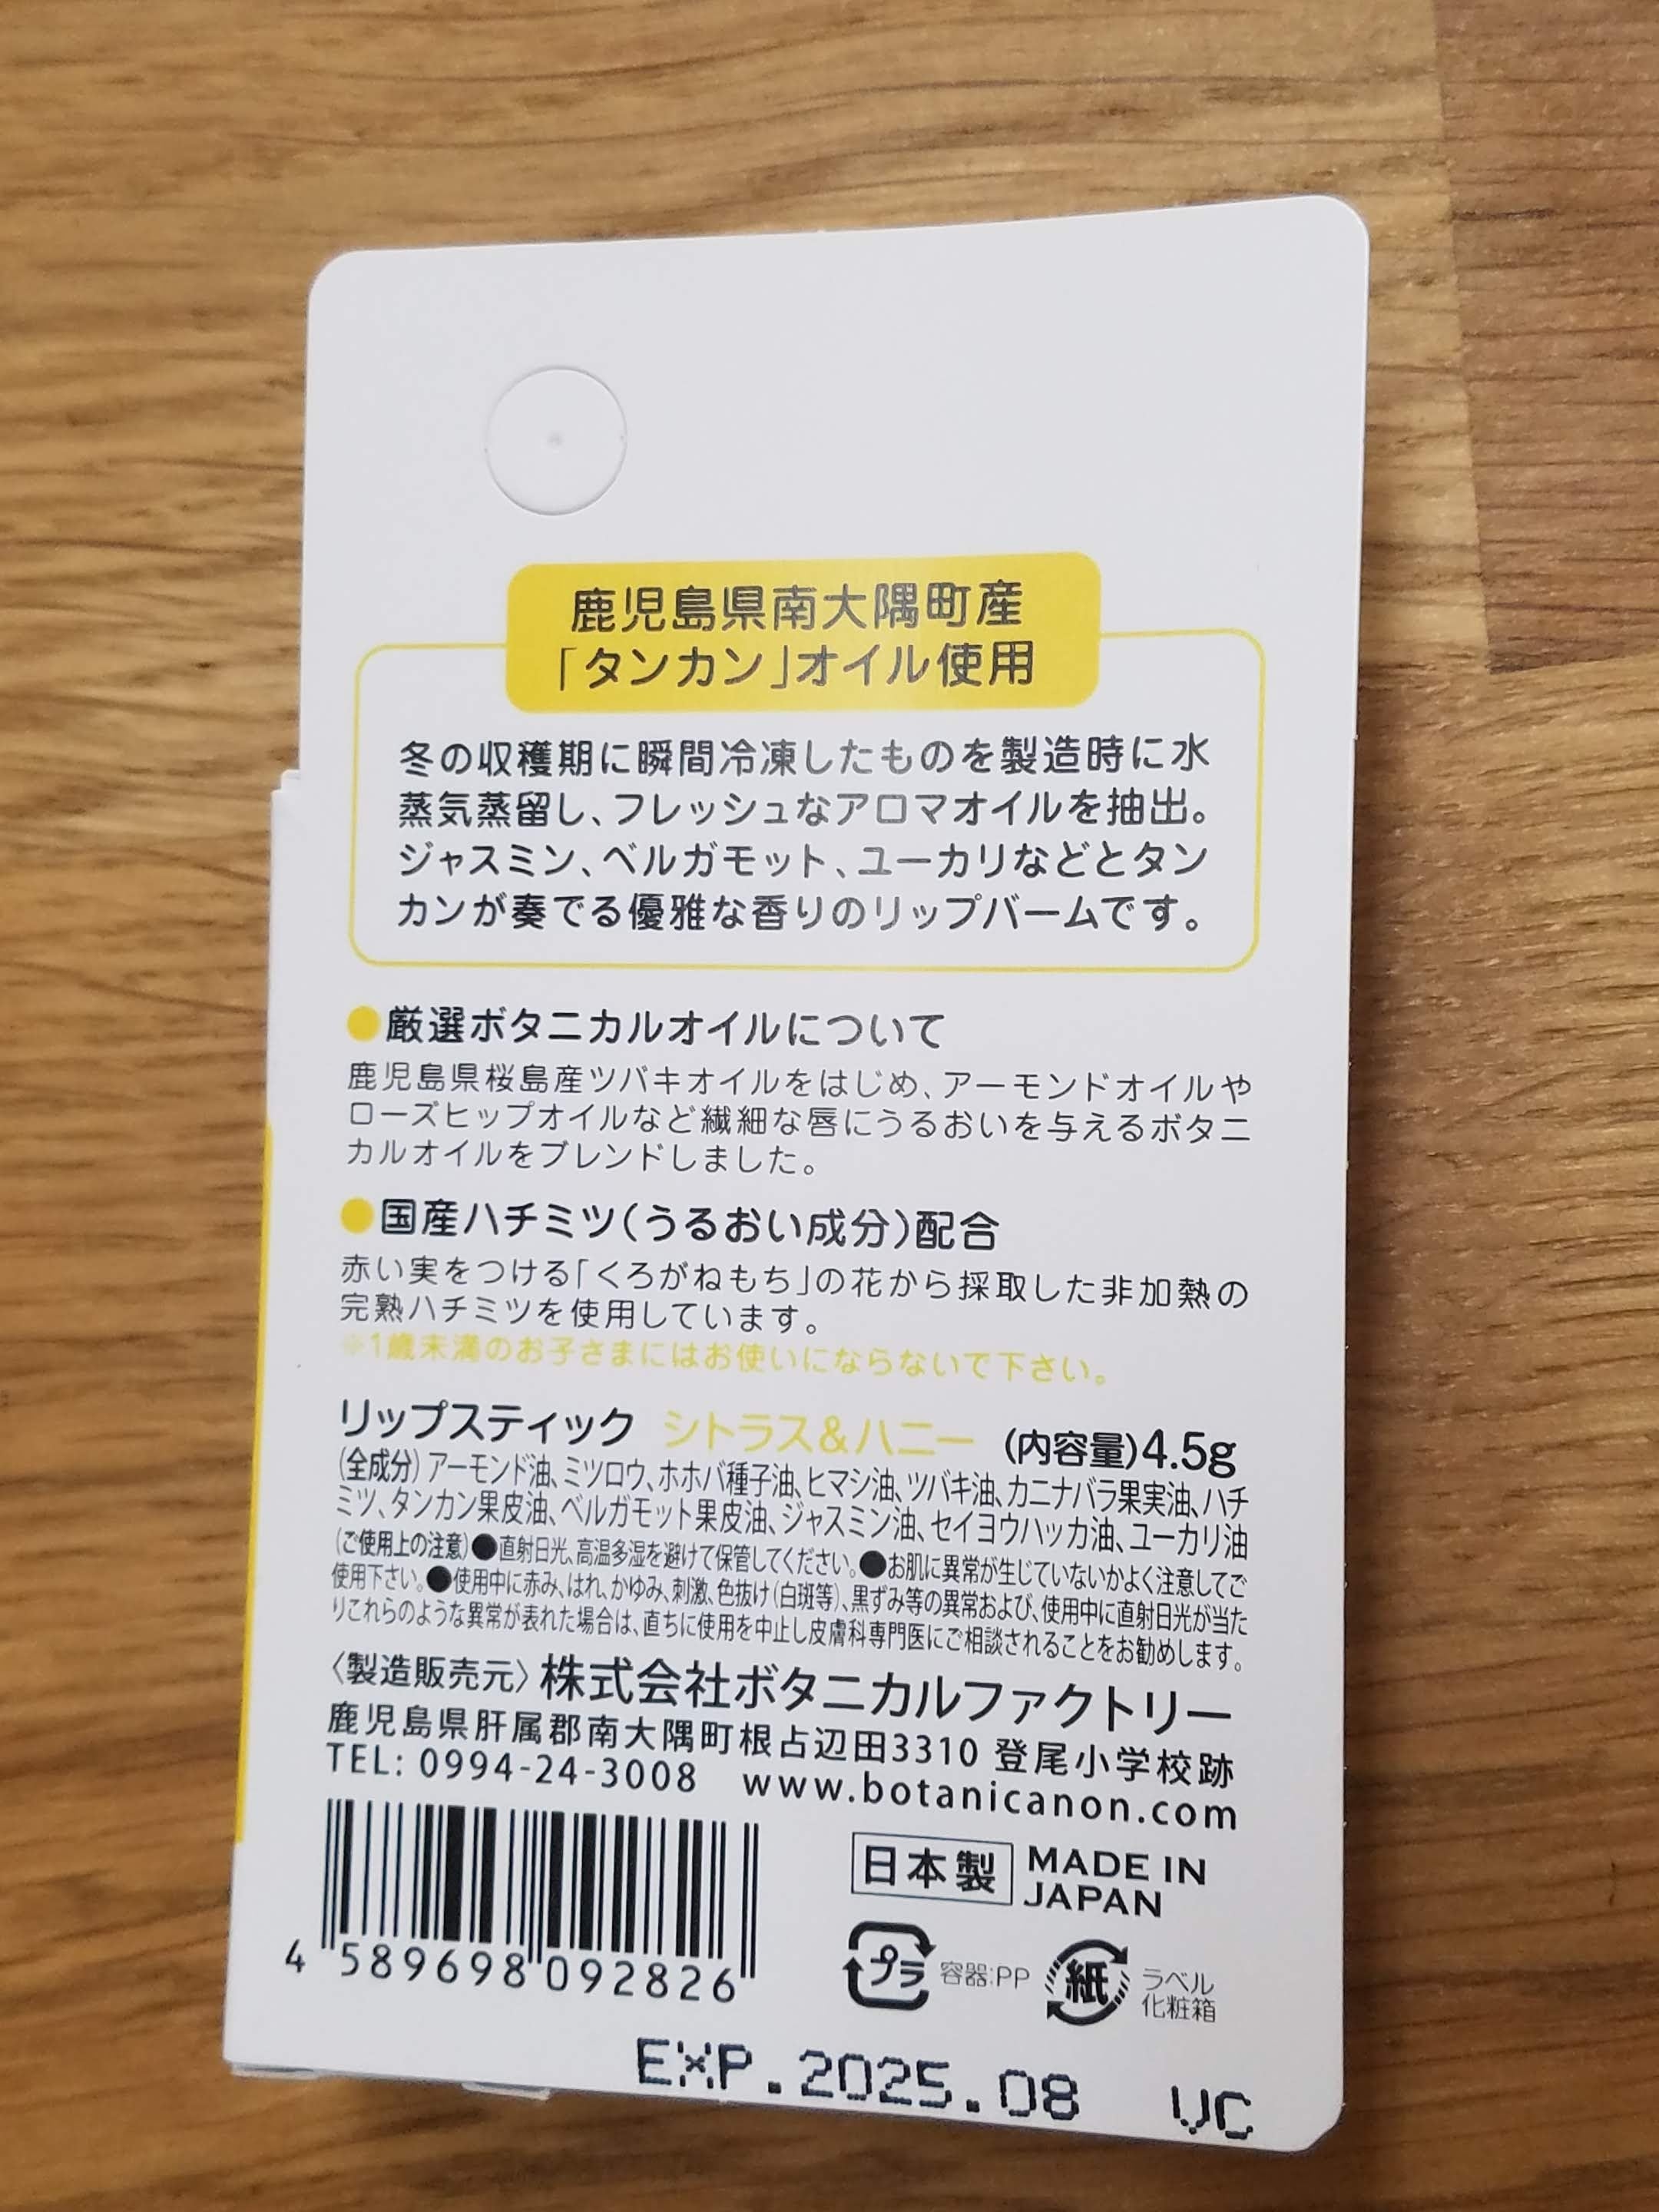 鹿児島県南大隅町産
「タンカン」オイル使用
冬の収穫期に瞬間冷凍したものを製造時に水
蒸気蒸留し、フレッシュなアロマオイルを抽出。
ジャスミン、ベルガモット、ユーカリなどとタン
カンが奏でる優雅な香りのリップバームです。
●厳選ボタニカルオイルについて
鹿児島県桜島産ツバキオイルをはじめ、アーモンドオイルや
ローズヒップオイルなど繊細な唇にうるおいを与えるボタニ
カルオイルをブレンドしました。
●国産ハチミツ(うるおい成分)配合
赤い実をつける「くろがねもち」の花から採取した非加熱の
完熟ハチミツを使用しています。
※1歳未満のお子さまにはお使いにならないで下さい。
リップスティック シトラス&ハニー (内容量)4.5g
(全成分)アーモンド油、ミツロウ、ホホバ種子油、ヒマシ油、ツバキ油、カニナバラ果実油、ハチ
ミツ、タンカン果皮油、ベルガモット果皮油、ジャスミン油、セイヨウハッカ油、ユーカリ油
(ご使用上の注意)●直射日光、高温多湿を避けて保管してください。●お肌に異常が生じていないかよく注意してご
使用下さい。●使用中に赤み、はれ、かゆみ、刺激、色抜け(白斑等)、黒ずみ等の異常および、使用中に直射日光が当た
りこれらのような異常が表れた場合は、直ちに使用を中止し皮膚科専門医にご相談されることをお勧めします。
〈製造販売元〉株式会社ボタニカルファクトリー
鹿児島県肝属郡南大隅町根占辺田3310 登尾小学校跡
TEL: 0994-24-3008 www.botanicanon.com
日本製 MADE IN
JAPAN
4 589698 092826
プラ 容器:PP 紙 ラベル
化粧箱
EXP.2025.08 VC